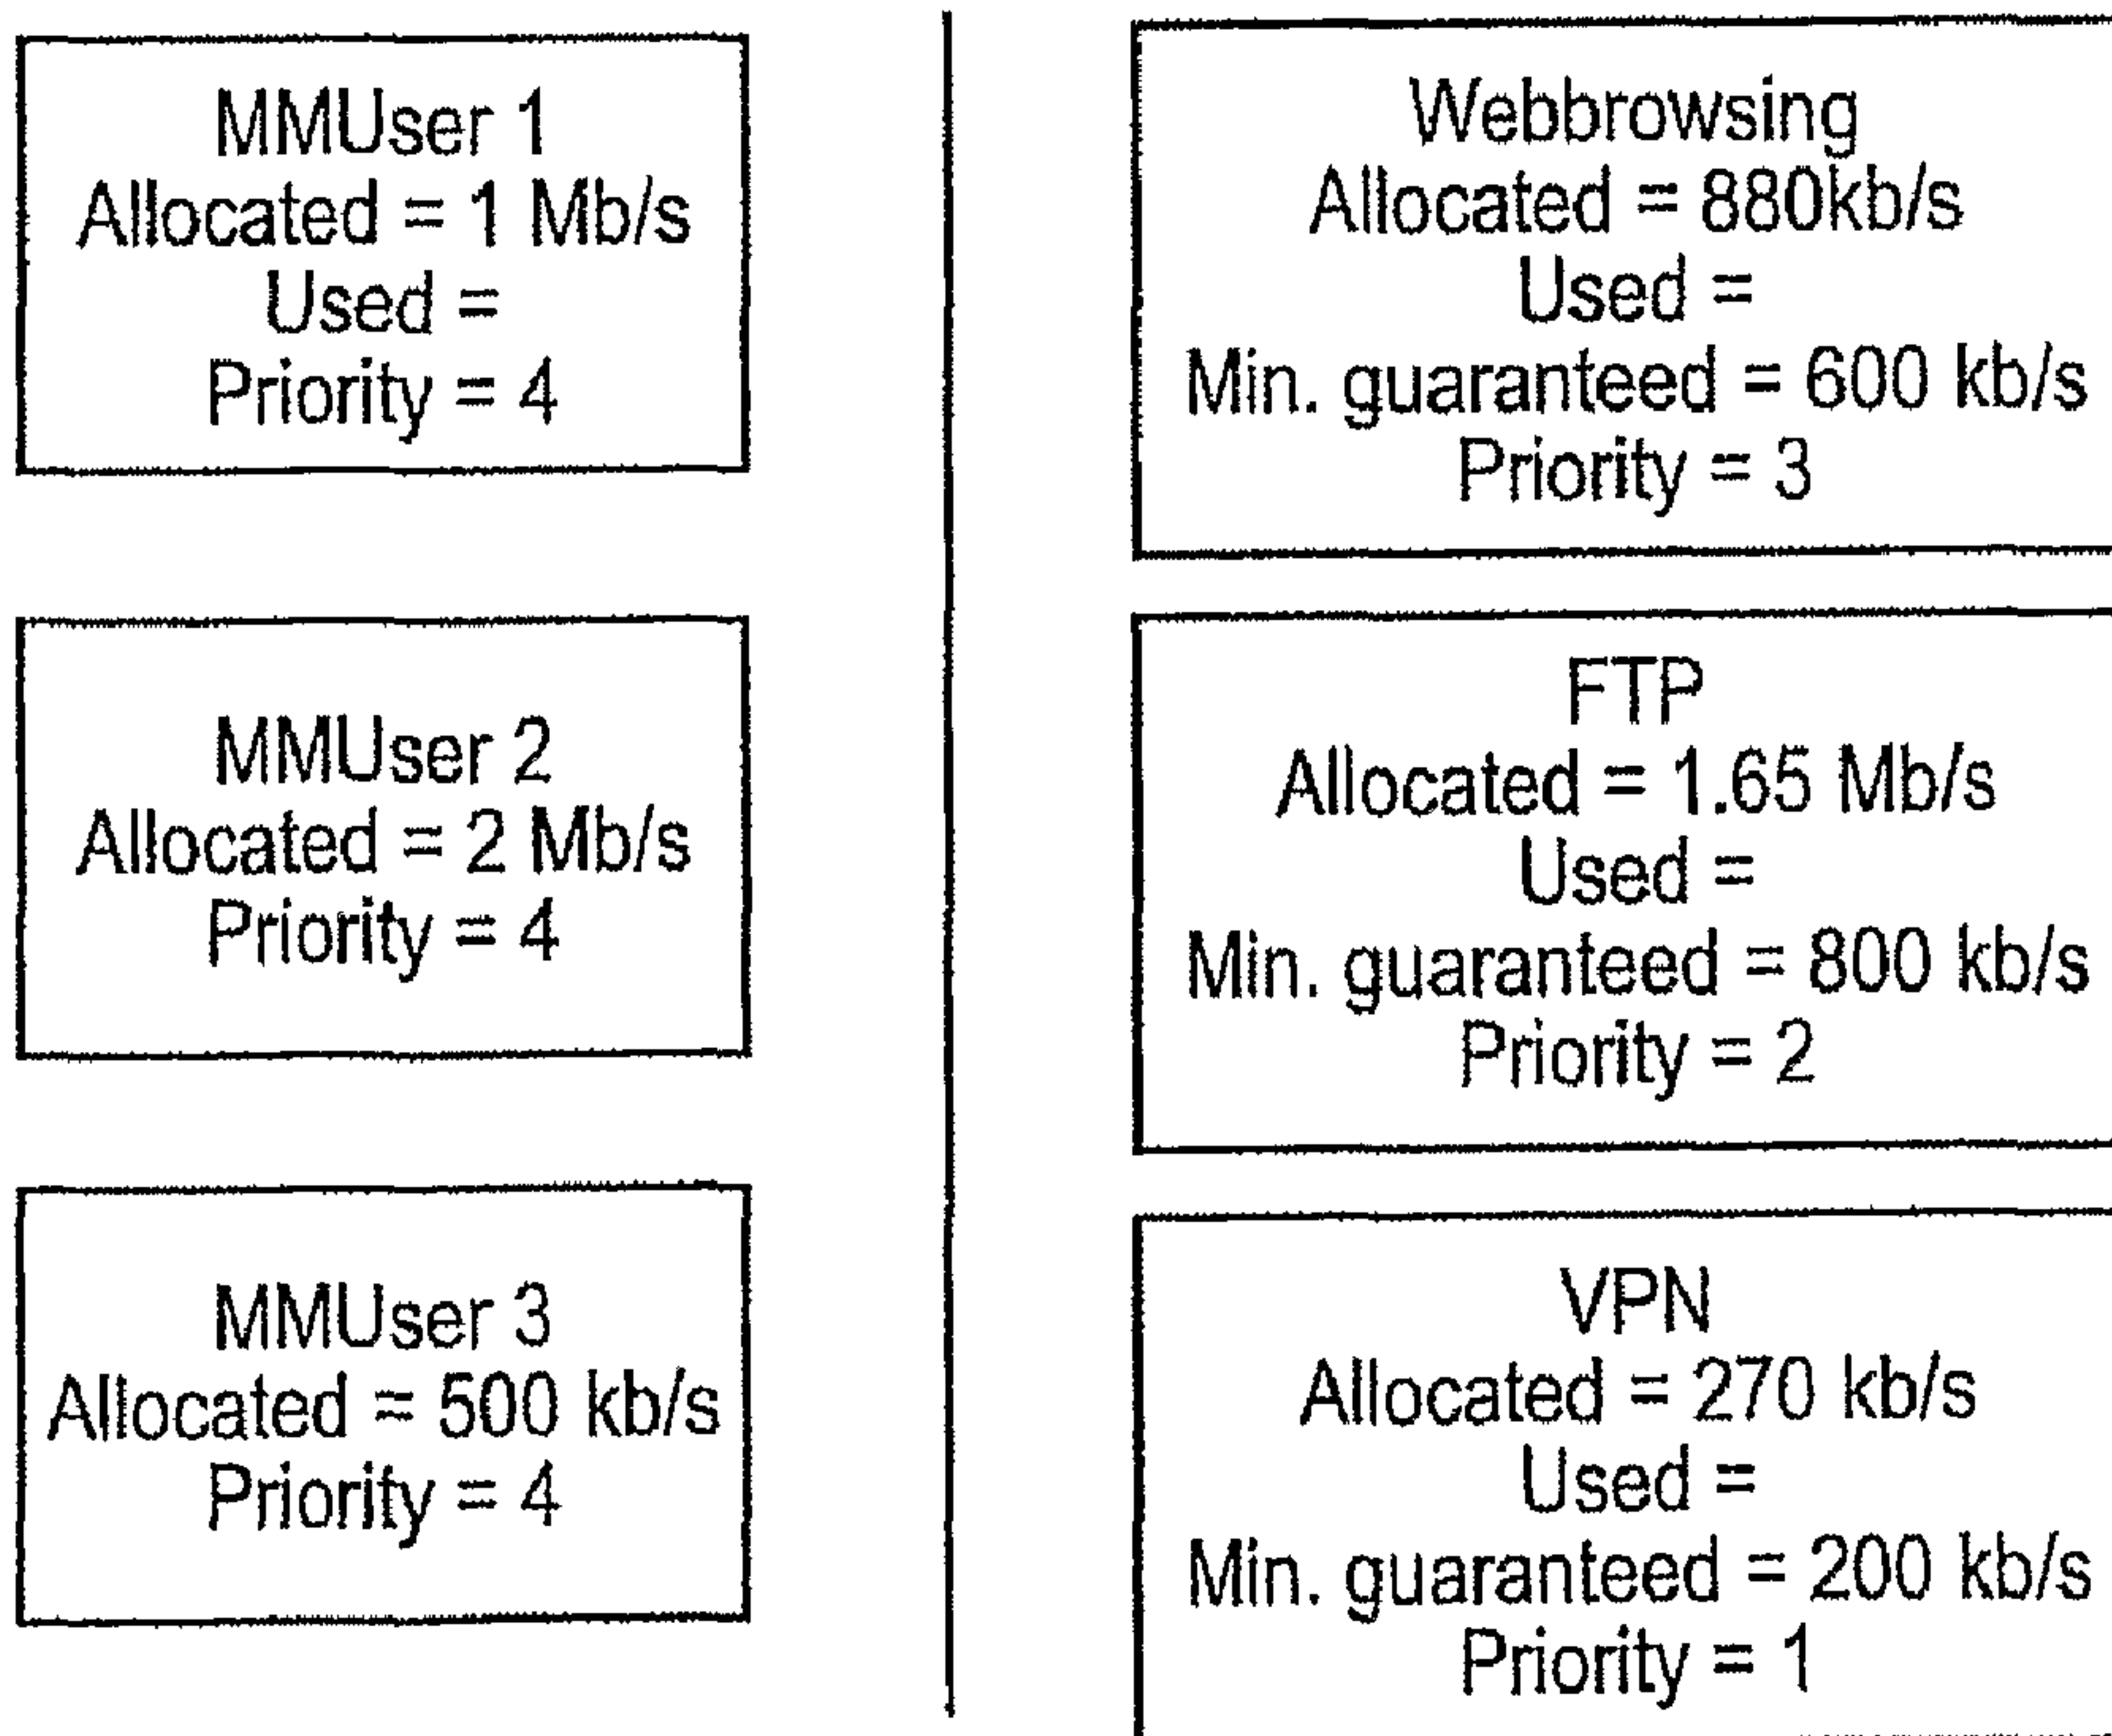 MMUser 1
Allocated = 1 Mb/s
Used =
Priority = 4
MMUser 2
Allocated = 2 Mb/s
Priority = 4
MMUser 3
Allocated = 500 kb/s
Priority = 4
Webbrowsing
Allocated = 880kb/s
Used =
Min. guaranteed = 600 kb/s
Priority = 3
FTP
Allocated = 1.65 Mb/s
Used =
Min. guaranteed = 800 kb/s
Priority = 2
VPN
Allocated = 270 kb/s
Used =
Min. guaranteed = 200 kb/s
Priority = 1